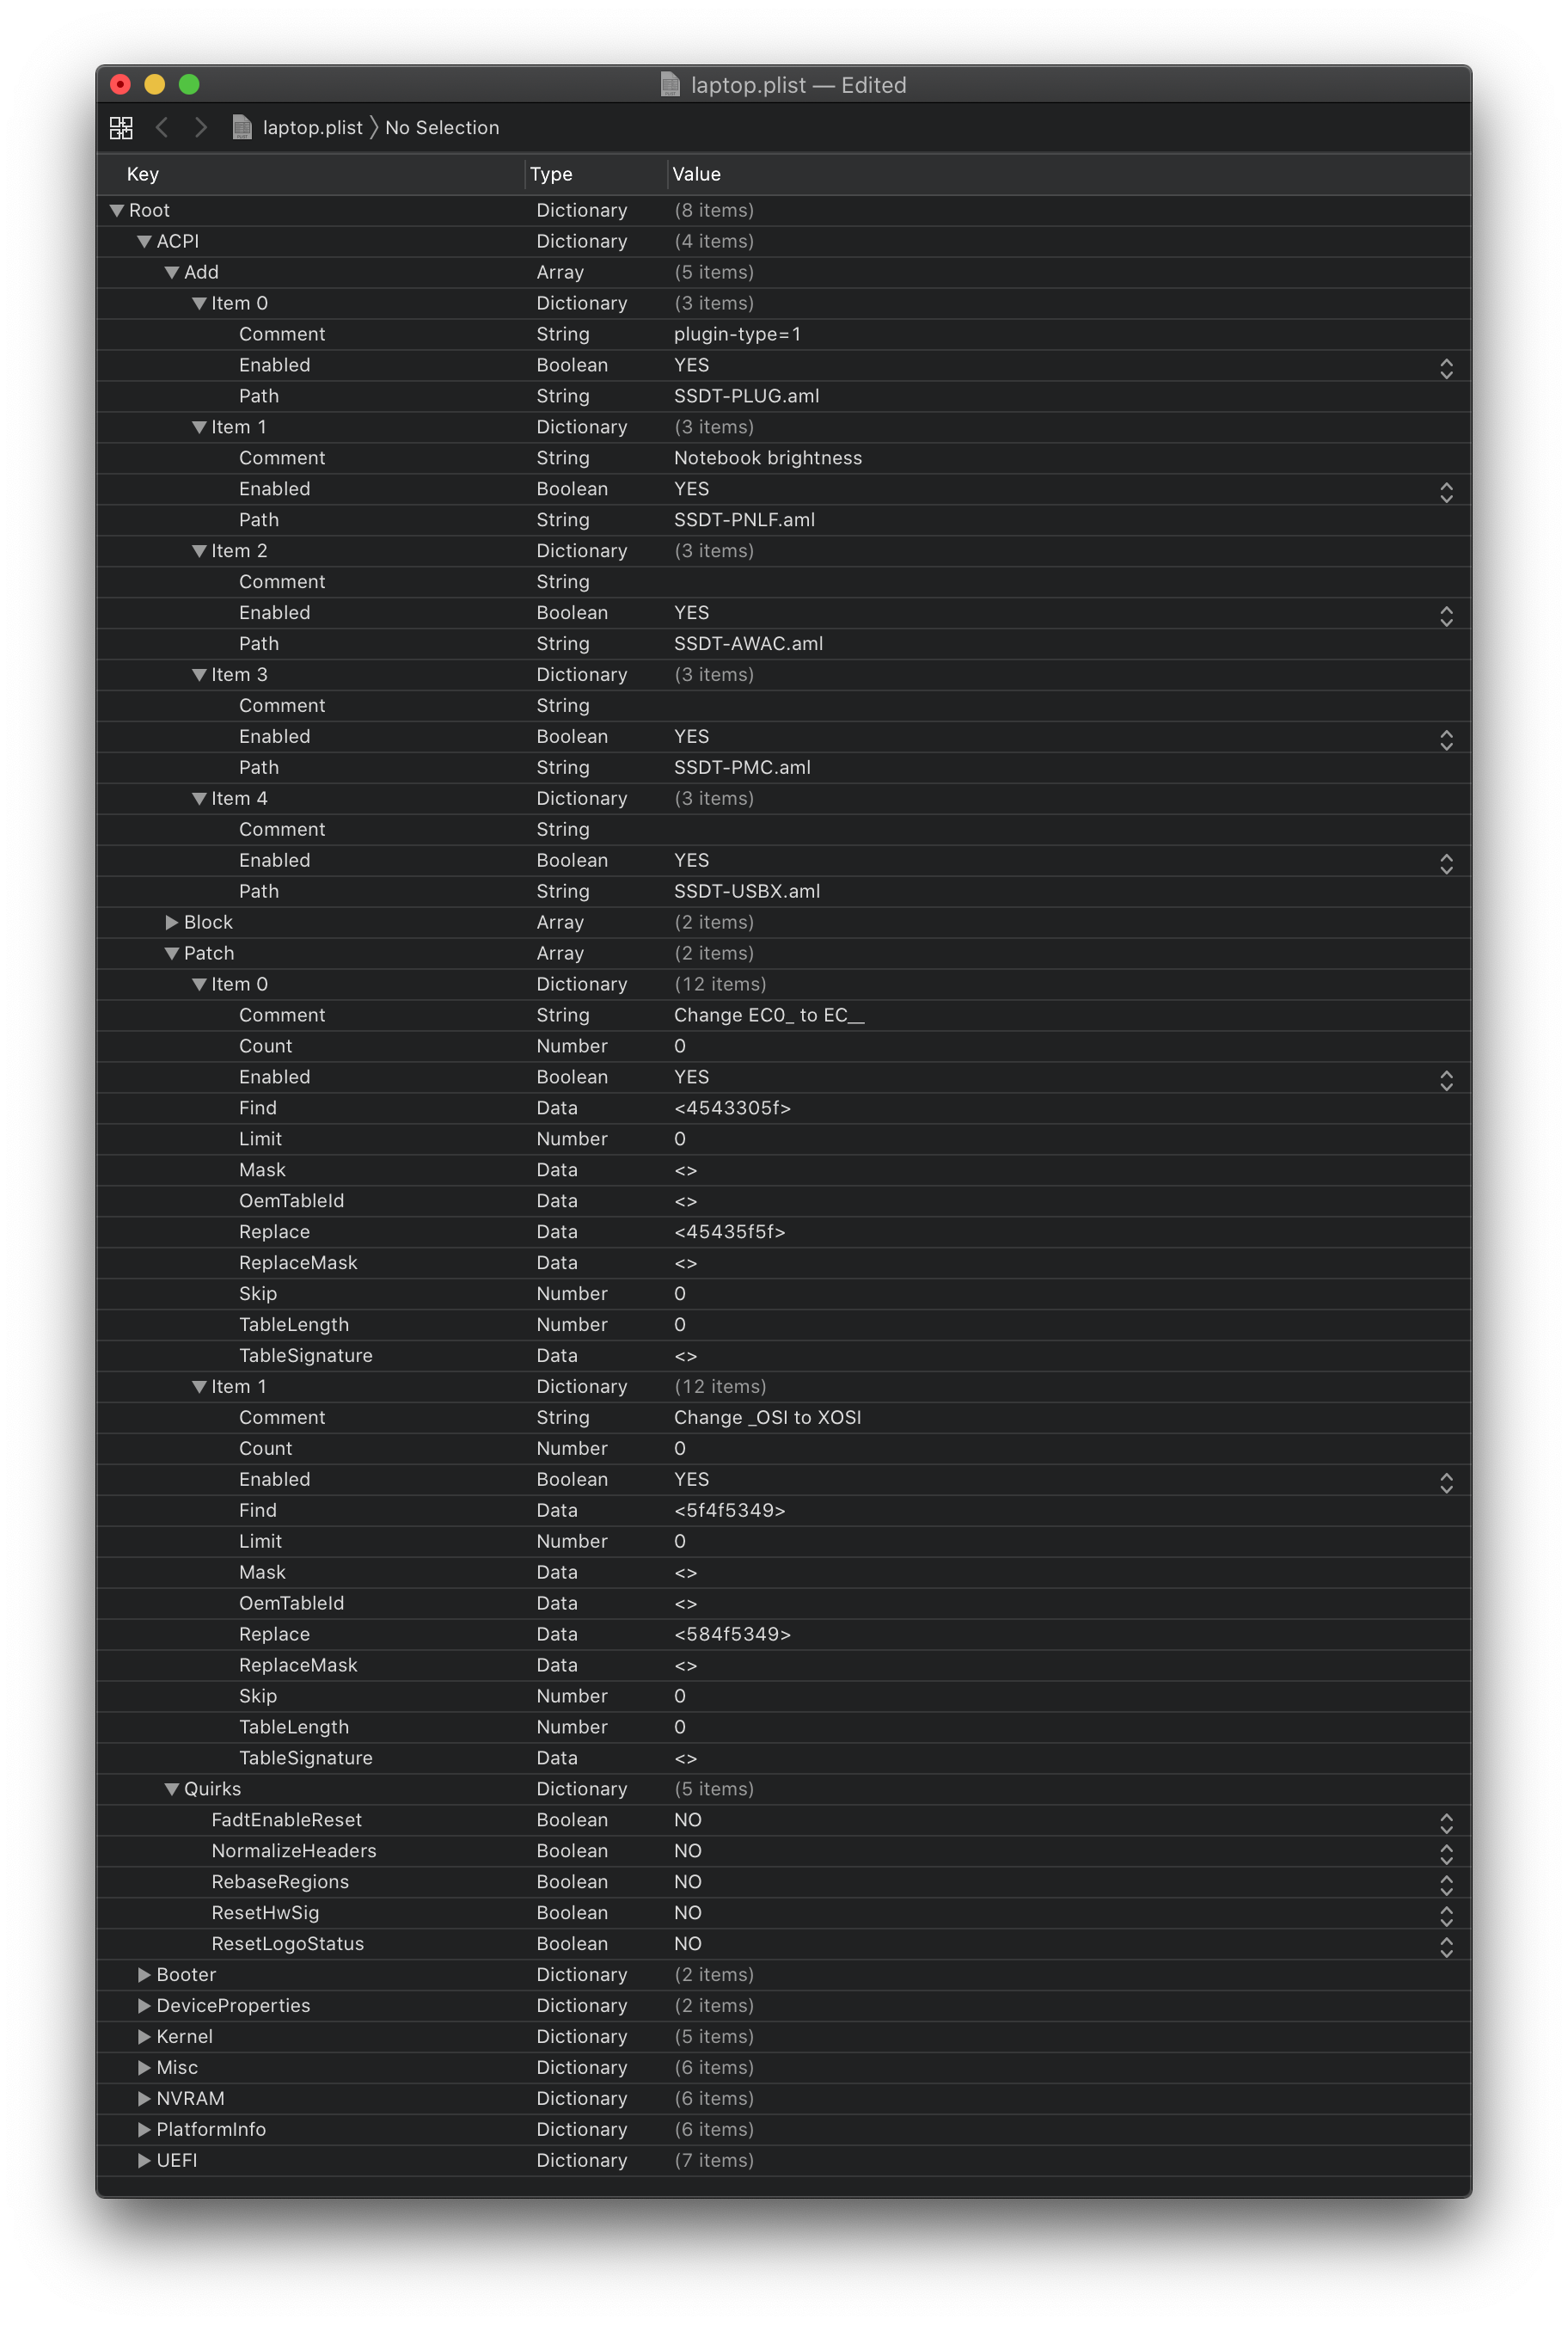 laptop.plist — Edited
laptop.plist 〉No Selection
Key Type Value
Root Dictionary (8 items)
ACPI Dictionary (4 items)
Add Array (5 items)
Item 0 Dictionary (3 items)
Comment String plugin-type=1
Enabled Boolean YES
Path String SSDT-PLUG.aml
Item 1 Dictionary (3 items)
Comment String Notebook brightness
Enabled Boolean YES
Path String SSDT-PNLF.aml
Item 2 Dictionary (3 items)
Comment String
Enabled Boolean YES
Path String SSDT-AWAC.aml
Item 3 Dictionary (3 items)
Comment String
Enabled Boolean YES
Path String SSDT-PMC.aml
Item 4 Dictionary (3 items)
Comment String
Enabled Boolean YES
Path String SSDT-USBX.aml
Block Array (2 items)
Patch Array (2 items)
Item 0 Dictionary (12 items)
Comment String Change EC0_ to EC__
Count Number 0
Enabled Boolean YES
Find Data <4543305f>
Limit Number 0
Mask Data <>
OemTableId Data <>
Replace Data <45435f5f>
ReplaceMask Data <>
Skip Number 0
TableLength Number 0
TableSignature Data <>
Item 1 Dictionary (12 items)
Comment String Change _OSI to XOSI
Count Number 0
Enabled Boolean YES
Find Data <5f4f5349>
Limit Number 0
Mask Data <>
OemTableId Data <>
Replace Data <584f5349>
ReplaceMask Data <>
Skip Number 0
TableLength Number 0
TableSignature Data <>
Quirks Dictionary (5 items)
FadtEnableReset Boolean NO
NormalizeHeaders Boolean NO
RebaseRegions Boolean NO
ResetHwSig Boolean NO
ResetLogoStatus Boolean NO
Booter Dictionary (2 items)
DeviceProperties Dictionary (2 items)
Kernel Dictionary (5 items)
Misc Dictionary (6 items)
NVRAM Dictionary (6 items)
PlatformInfo Dictionary (6 items)
UEFI Dictionary (7 items)